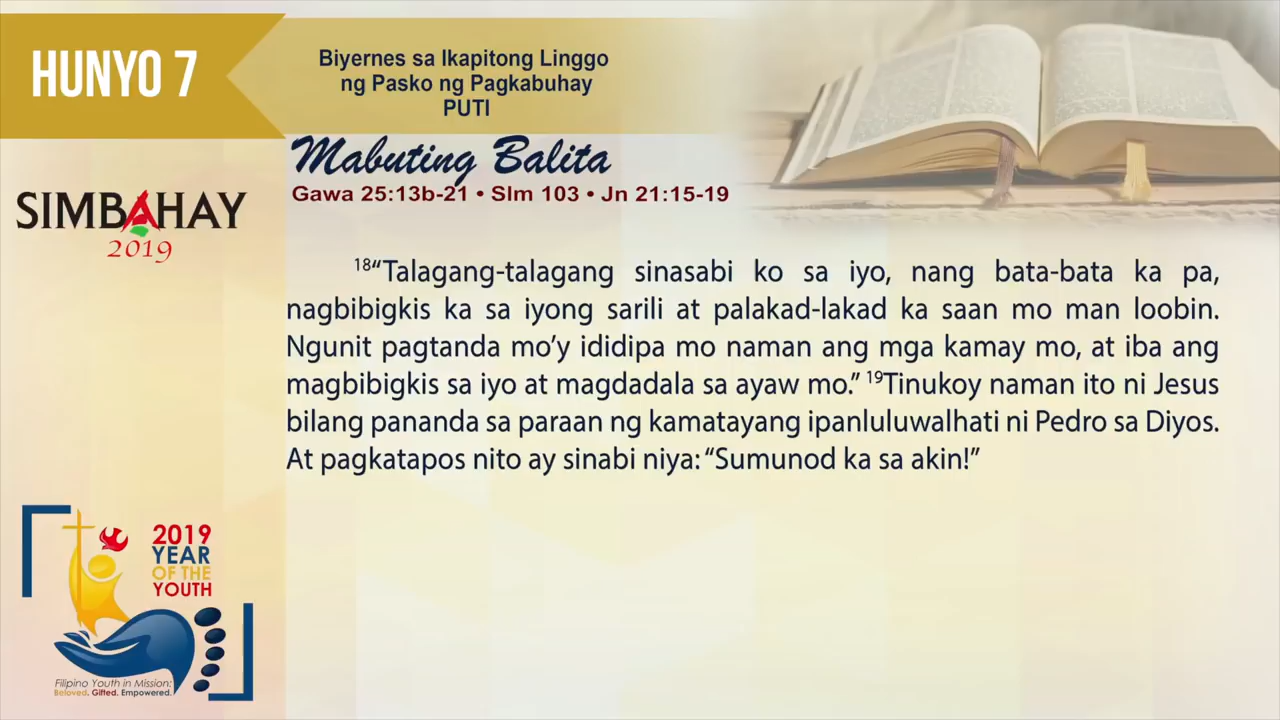 HUNYO 7
Biyernes sa Ikapitong Linggo
ng Pasko ng Pagkabuhay
PUTI
Mabuting Balita
Gawa 25:13b-21 • Slm 103 • Jn 21:15-19
SIMBAHAY
2019
¹⁸“Talagang-talagang sinasabi ko sa iyo, nang bata-bata ka pa,
nagbibigkis ka sa iyong sarili at palakad-lakad ka saan mo man loobin.
Ngunit pagtanda mo’y ididipa mo naman ang mga kamay mo, at iba ang
magbibigkis sa iyo at magdadala sa ayaw mo.” ¹⁹Tinukoy naman ito ni Jesus
bilang pananda sa paraan ng kamatayang ipanluluwalhati ni Pedro sa Diyos.
At pagkatapos nito ay sinabi niya: “Sumunod ka sa akin!”
2019
YEAR
OF THE
YOUTH
Filipino Youth in Mission:
Beloved. Gifted. Empowered.